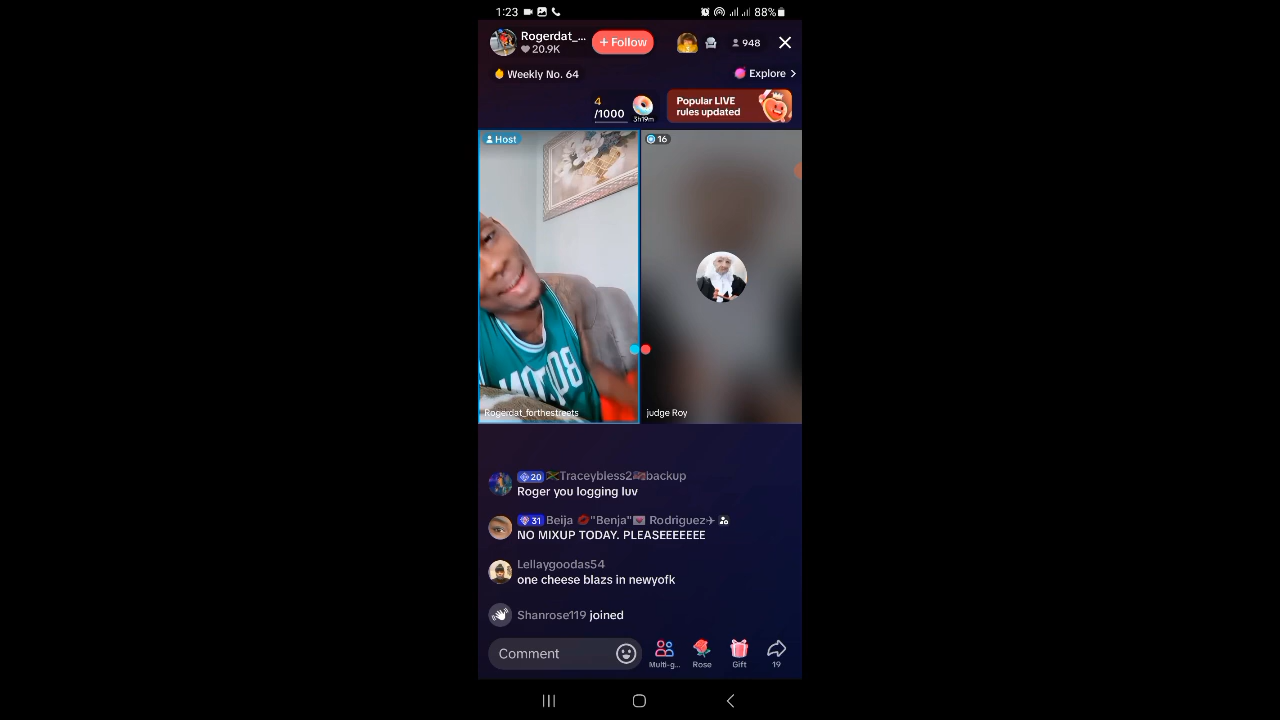 1:23
88%
Rogerdat_...
20.9K
+ Follow
948
Weekly No. 64
Explore >
4
/1000
3h19m
Popular LIVE
rules updated
Host
16
BOSTON
Rogerdat_forthestreets
judge Roy
20 Traceybless2 backup
Roger you logging luv
31 Beija "Benja" Rodriguez
NO MIXUP TODAY. PLEASEEEEEEE
Lellaygoodas54
one cheese blazs in newyofk
Shanrose119 joined
Comment
Multi-g...
Rose
Gift
19